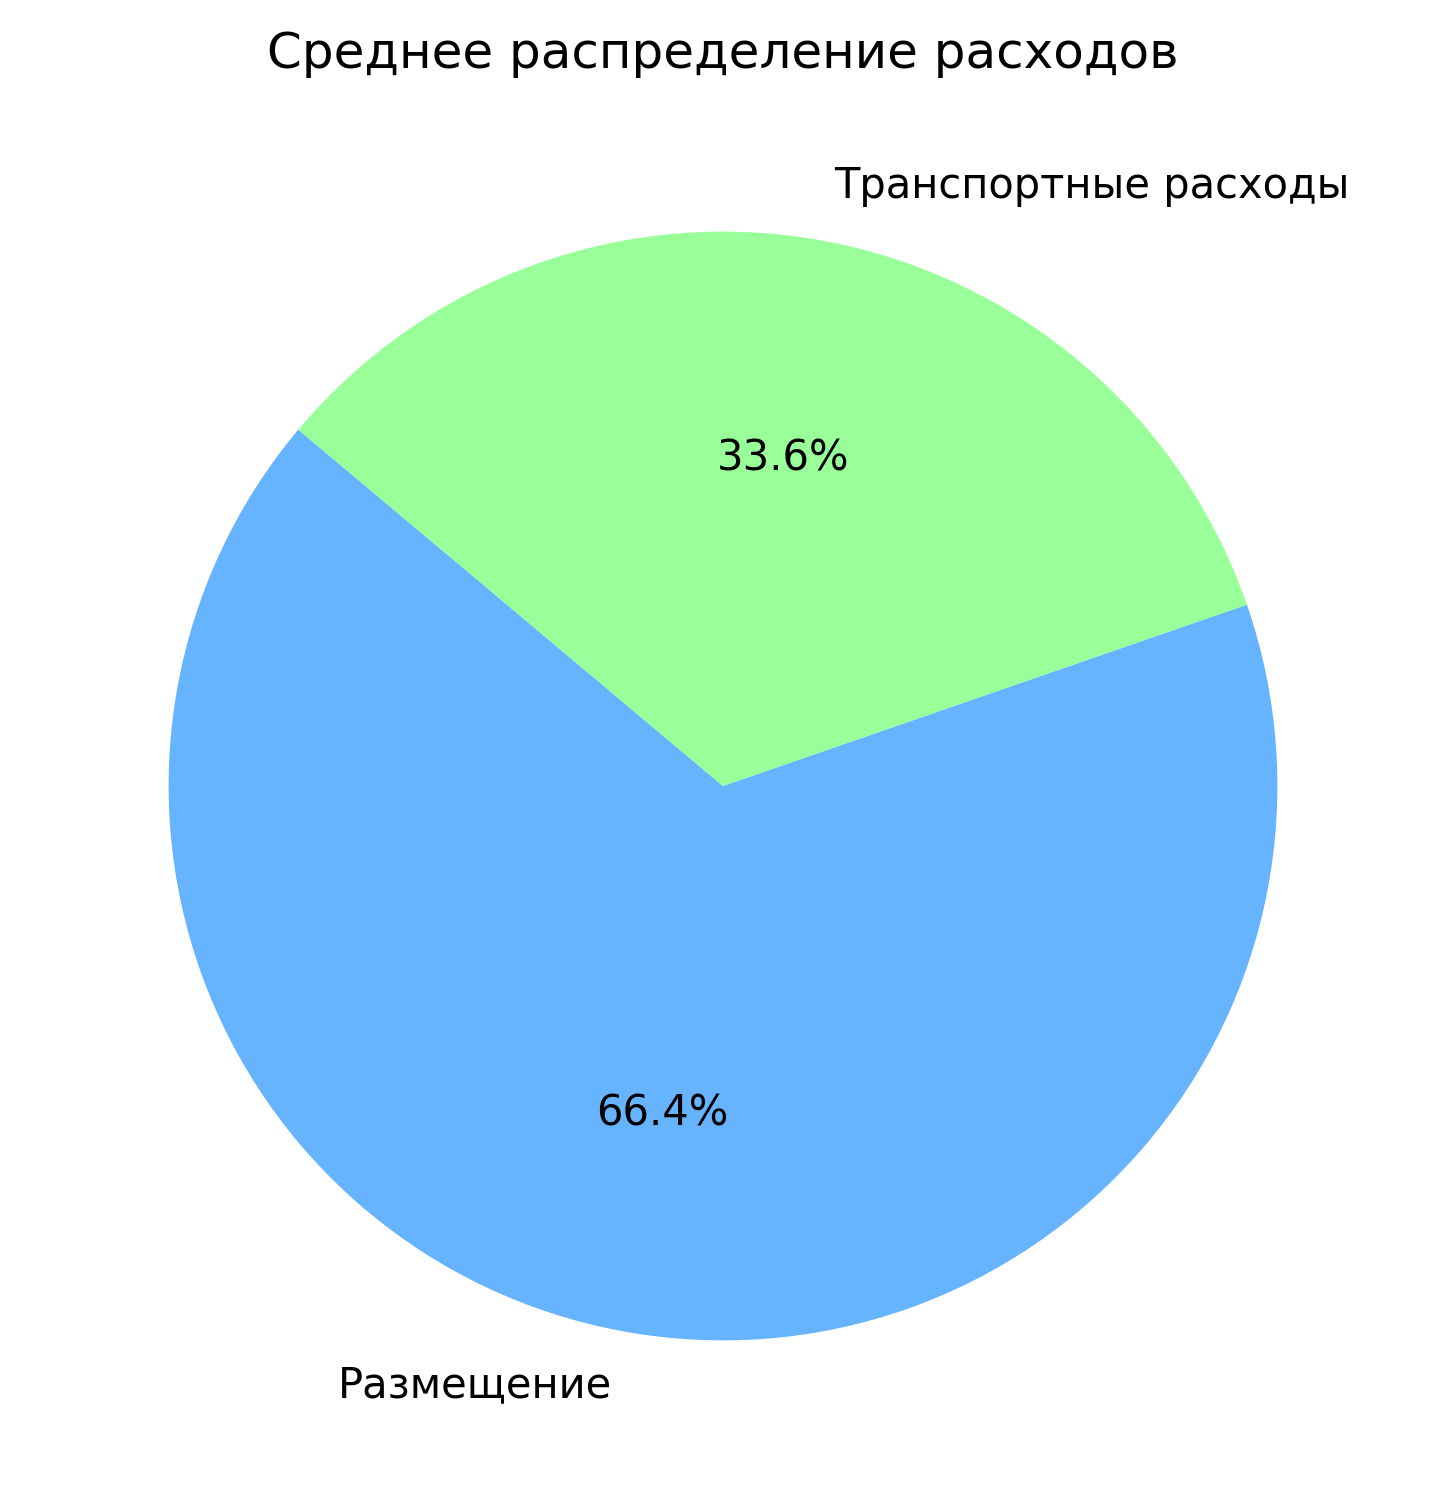 Среднее распределение расходов
Транспортные расходы
33.6%
66.4%
Размещение